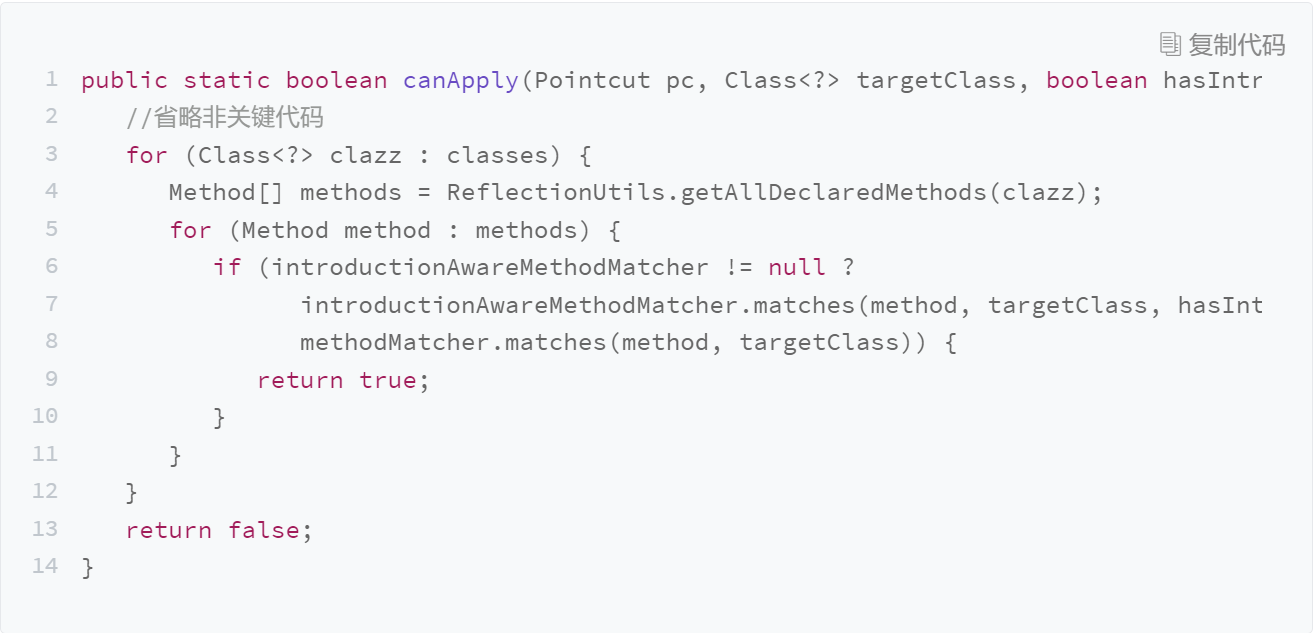 复制代码
1 public static boolean canApply(Pointcut pc, Class<?> targetClass, boolean hasIntr
2 //省略非关键代码
3 for (Class<?> clazz : classes) {
4 Method[] methods = ReflectionUtils.getAllDeclaredMethods(clazz);
5 for (Method method : methods) {
6 if (introductionAwareMethodMatcher != null ?
7 introductionAwareMethodMatcher.matches(method, targetClass, hasInt
8 methodMatcher.matches(method, targetClass)) {
9 return true;
10 }
11 }
12 }
13 return false;
14 }